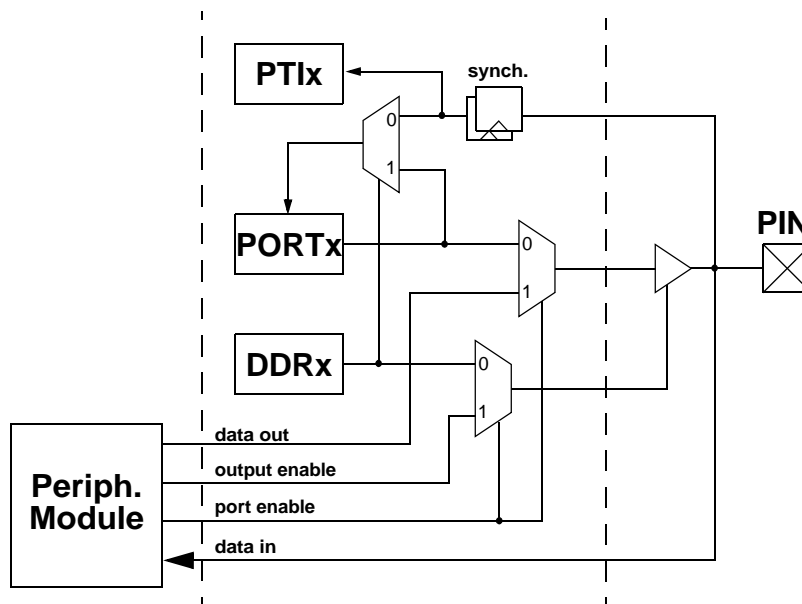 PTIx
synch.
0
1
PORTx
PIN
0
1
DDRx
0
1
data out
output enable
Periph.
Module
port enable
data in